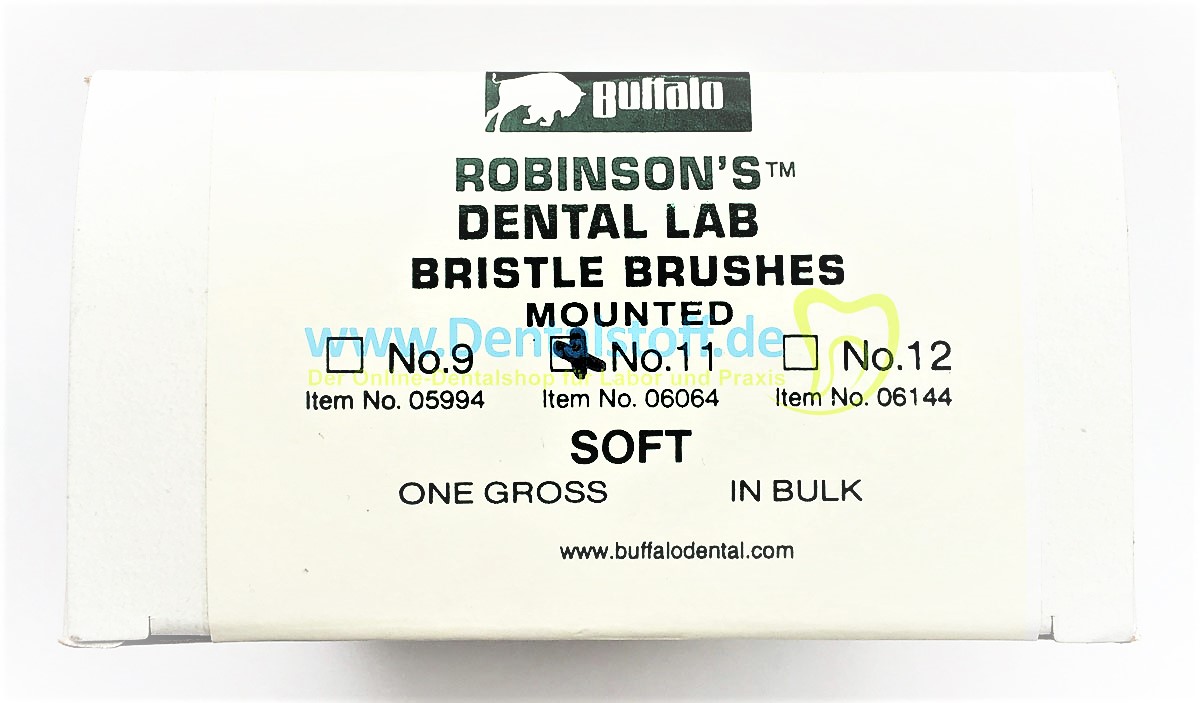 Buffalo
ROBINSON'S™
DENTAL LAB
BRISTLE BRUSHES
MOUNTED
www.Dentalstoff.de
No.9 No.11 No.12
Der Online-Dentalshop für Labor und Praxis
Item No. 05994 Item No. 06064 Item No. 06144
SOFT
ONE GROSS IN BULK
www.buffalodental.com